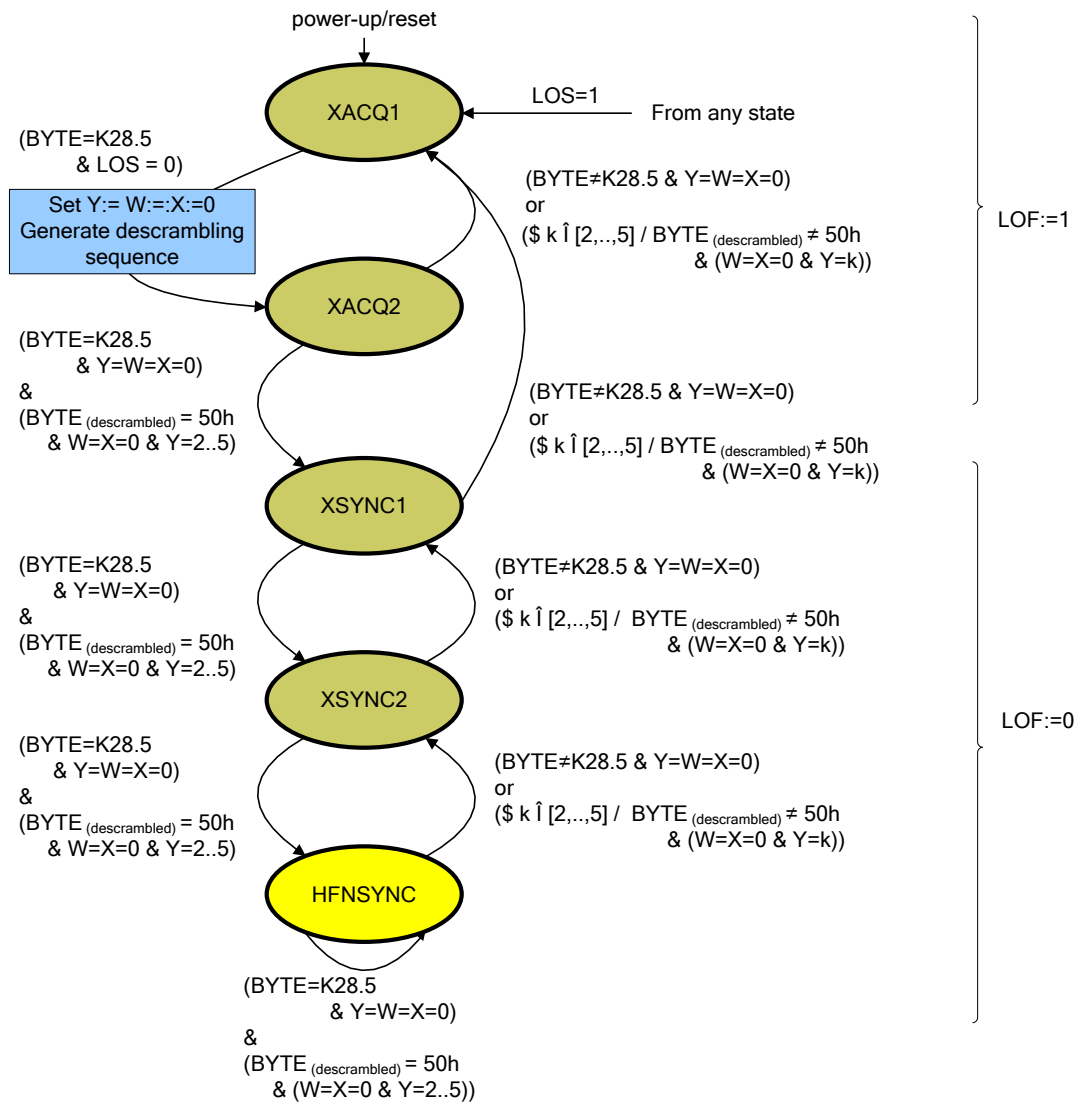 power-up/reset
XACQ1
LOS=1
From any state
(BYTE=K28.5
& LOS = 0)
Set Y:= W:=:X:=0
Generate descrambling
sequence
(BYTE≠K28.5 & Y=W=X=0)
or
($ k Î [2,..,5] / BYTE (descrambled) ≠ 50h
& (W=X=0 & Y=k))
LOF:=1
XACQ2
(BYTE=K28.5
& Y=W=X=0)
&
(BYTE (descrambled) = 50h
& W=X=0 & Y=2..5)
(BYTE≠K28.5 & Y=W=X=0)
or
($ k Î [2,..,5] / BYTE (descrambled) ≠ 50h
& (W=X=0 & Y=k))
XSYNC1
(BYTE=K28.5
& Y=W=X=0)
&
(BYTE (descrambled) = 50h
& W=X=0 & Y=2..5)
(BYTE≠K28.5 & Y=W=X=0)
or
($ k Î [2,..,5] / BYTE (descrambled) ≠ 50h
& (W=X=0 & Y=k))
XSYNC2
LOF:=0
(BYTE=K28.5
& Y=W=X=0)
&
(BYTE (descrambled) = 50h
& W=X=0 & Y=2..5)
(BYTE≠K28.5 & Y=W=X=0)
or
($ k Î [2,..,5] / BYTE (descrambled) ≠ 50h
& (W=X=0 & Y=k))
HFNSYNC
(BYTE=K28.5
& Y=W=X=0)
&
(BYTE (descrambled) = 50h
& (W=X=0 & Y=2..5))